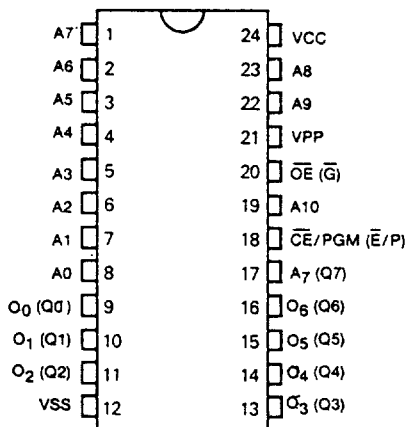 A7 1 24 VCC
A6 2 23 A8
A5 3 22 A9
A4 4 21 VPP
A3 5 20 O̅E̅ (G̅)
A2 6 19 A10
A1 7 18 C̅E̅/PGM (E̅/P)
A0 8 17 A7 (Q7)
O0 (Q0) 9 16 O6 (Q6)
O1 (Q1) 10 15 O5 (Q5)
O2 (Q2) 11 14 O4 (Q4)
VSS 12 13 O3 (Q3)